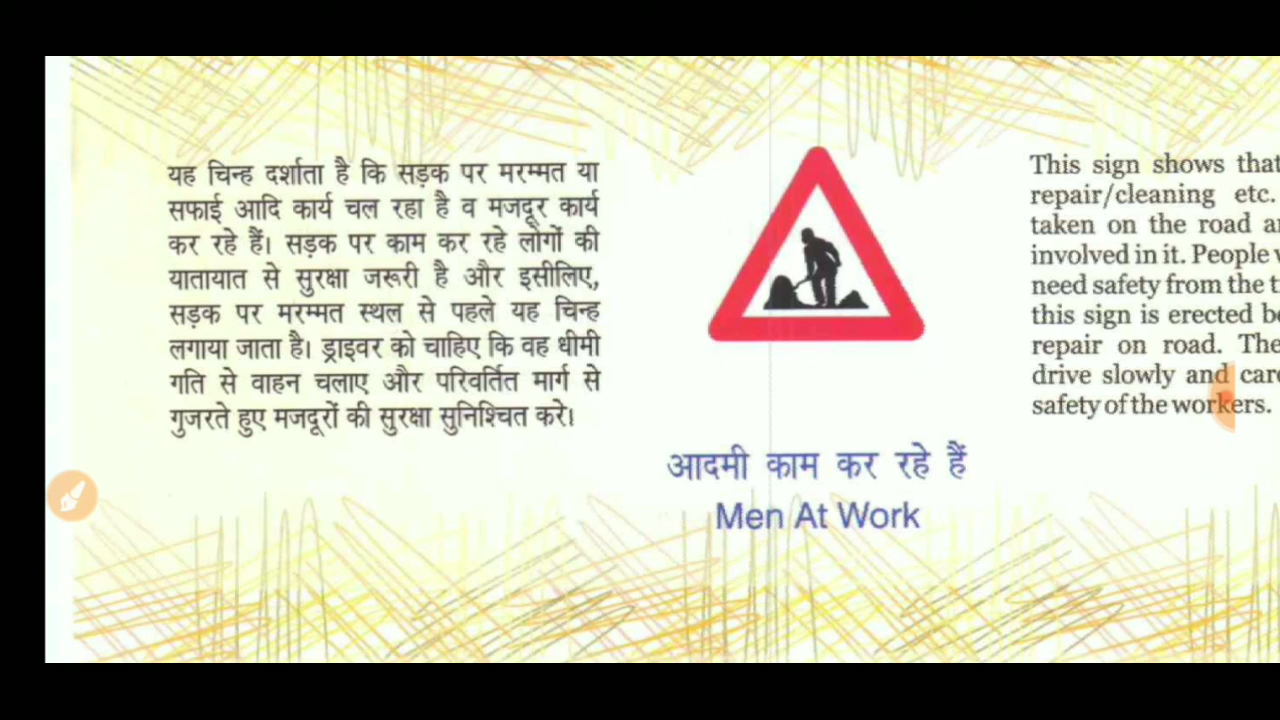 यह चिन्ह दर्शाता है कि सड़क पर मरम्मत या
सफाई आदि कार्य चल रहा है व मजदूर कार्य
कर रहे हैं। सड़क पर काम कर रहे लोगों की
यातायात से सुरक्षा जरूरी है और इसीलिए,
सड़क पर मरम्मत स्थल से पहले यह चिन्ह
लगाया जाता है। ड्राइवर को चाहिए कि वह धीमी
गति से वाहन चलाए और परिवर्तित मार्ग से
गुजरते हुए मजदूरों की सुरक्षा सुनिश्चित करे।
आदमी काम कर रहे हैं
Men At Work
This sign shows that
repair/cleaning etc.
taken on the road
involved in it. People
need safety from the
this sign is erected
repair on road. The
drive slowly and
safety of the workers.